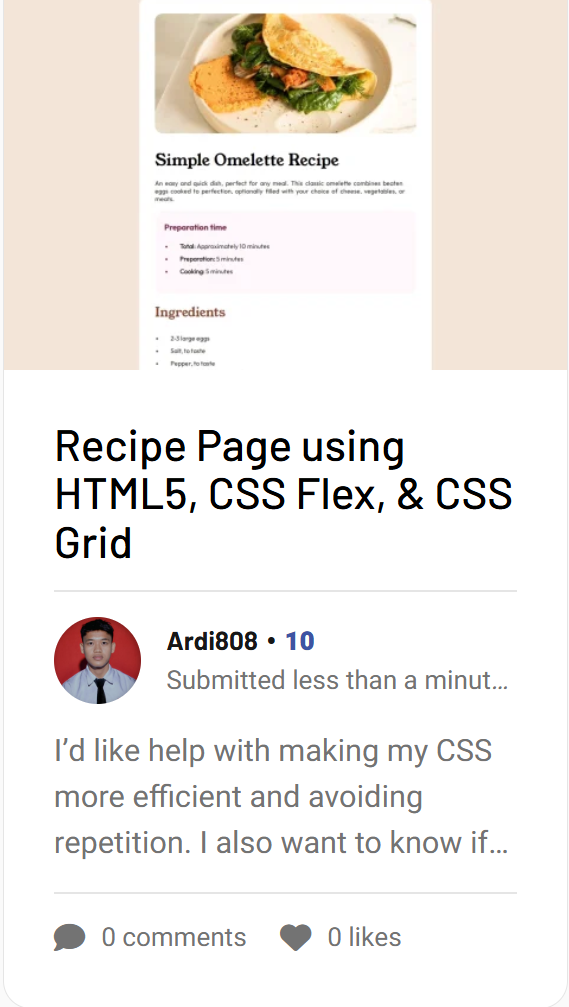 Simple Omelette Recipe
An easy and quick dish, perfect for any meal. This classic omelette combines beaten
eggs cooked to perfection, optionally filled with your choice of cheese, vegetables, or
meats.
Preparation time
• Total: Approximately 10 minutes
• Preparation: 5 minutes
• Cooking: 5 minutes
Ingredients
• 2-3 large eggs
• Salt, to taste
• Pepper, to taste
Recipe Page using
HTML5, CSS Flex, & CSS
Grid
Ardi808 • 10
Submitted less than a minut…
I’d like help with making my CSS
more efficient and avoiding
repetition. I also want to know if…
0 comments 0 likes